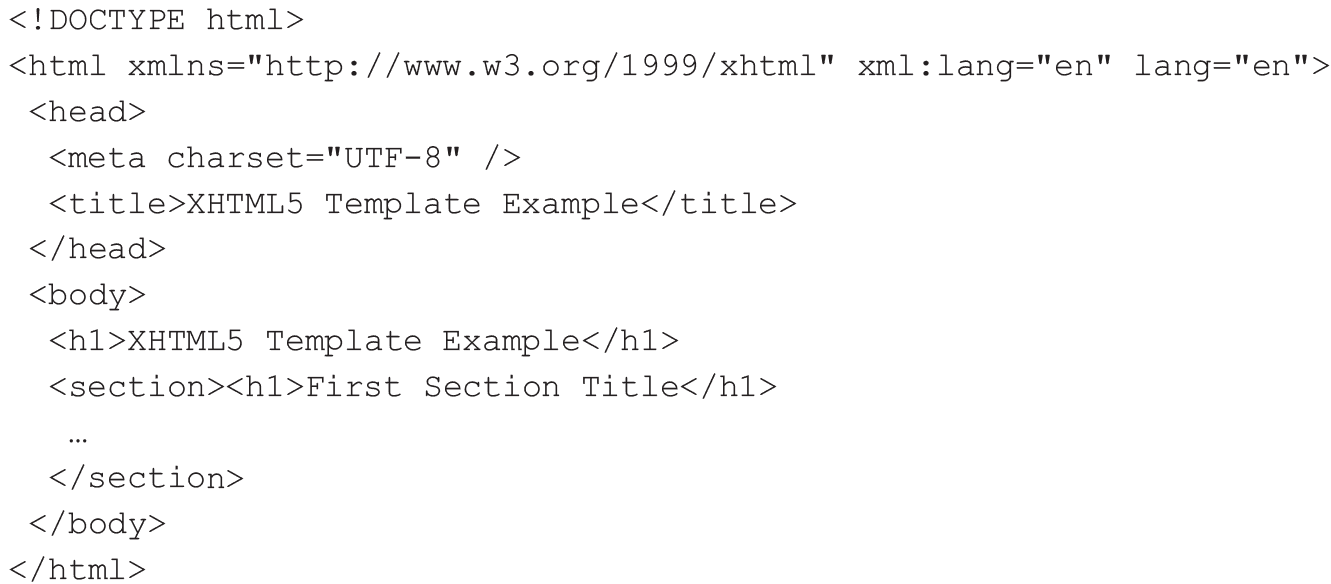 <!DOCTYPE html>
<html xmlns="http://www.w3.org/1999/xhtml" xml:lang="en" lang="en">
 <head>
  <meta charset="UTF-8" />
  <title>XHTML5 Template Example</title>
 </head>
 <body>
  <h1>XHTML5 Template Example</h1>
  <section><h1>First Section Title</h1>
   …
  </section>
 </body>
</html>